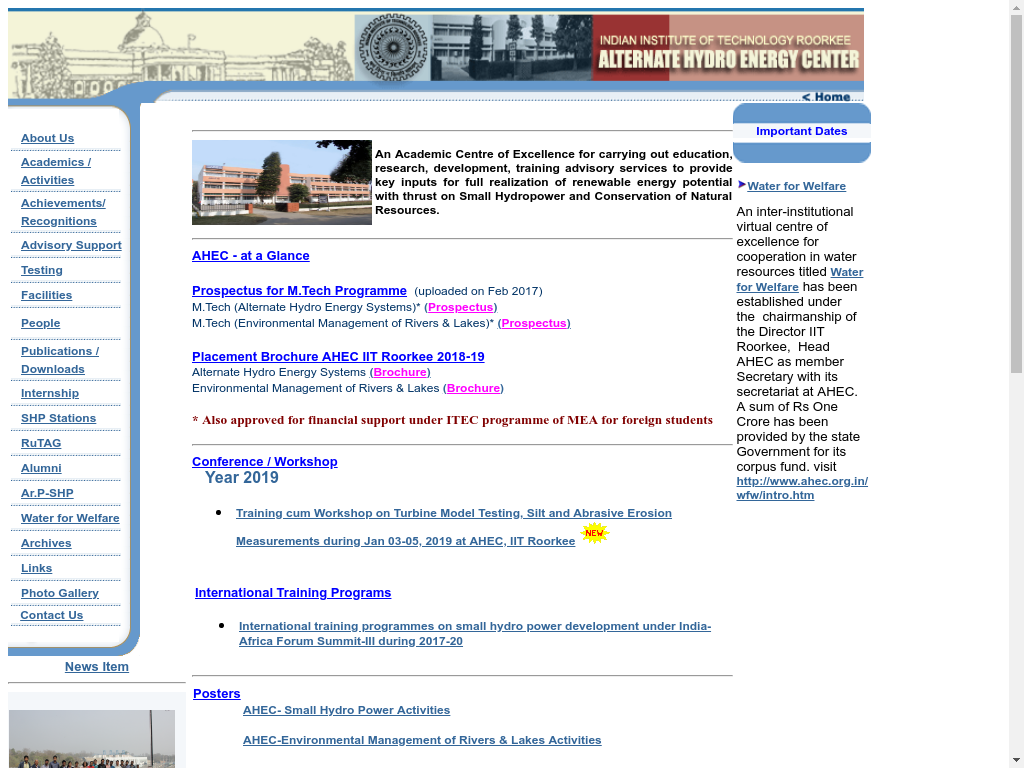 INDIAN INSTITUTE OF TECHNOLOGY ROORKEE
ALTERNATE HYDRO ENERGY CENTER
< Home
About Us
Academics /
Activities
Achievements/
Recognitions
Advisory Support
Testing
Facilities
People
Publications /
Downloads
Internship
SHP Stations
RuTAG
Alumni
Ar.P-SHP
Water for Welfare
Archives
Links
Photo Gallery
Contact Us
News Item
An Academic Centre of Excellence for carrying out education,
research, development, training advisory services to provide
key inputs for full realization of renewable energy potential
with thrust on Small Hydropower and Conservation of Natural
Resources.
AHEC - at a Glance
Prospectus for M.Tech Programme (uploaded on Feb 2017)
M.Tech (Alternate Hydro Energy Systems)* (Prospectus)
M.Tech (Environmental Management of Rivers & Lakes)* (Prospectus)
Placement Brochure AHEC IIT Roorkee 2018-19
Alternate Hydro Energy Systems (Brochure)
Environmental Management of Rivers & Lakes (Brochure)
* Also approved for financial support under ITEC programme of MEA for foreign students
Conference / Workshop
Year 2019
Training cum Workshop on Turbine Model Testing, Silt and Abrasive Erosion
Measurements during Jan 03-05, 2019 at AHEC, IIT Roorkee NEW
International Training Programs
International training programmes on small hydro power development under India-
Africa Forum Summit-III during 2017-20
Posters
AHEC- Small Hydro Power Activities
AHEC-Environmental Management of Rivers & Lakes Activities
Important Dates
Water for Welfare
An inter-institutional
virtual centre of
excellence for
cooperation in water
resources titled Water
for Welfare has been
established under
the chairmanship of
the Director IIT
Roorkee, Head
AHEC as member
Secretary with its
secretariat at AHEC.
A sum of Rs One
Crore has been
provided by the state
Government for its
corpus fund. visit
http://www.ahec.org.in/
wfw/intro.htm